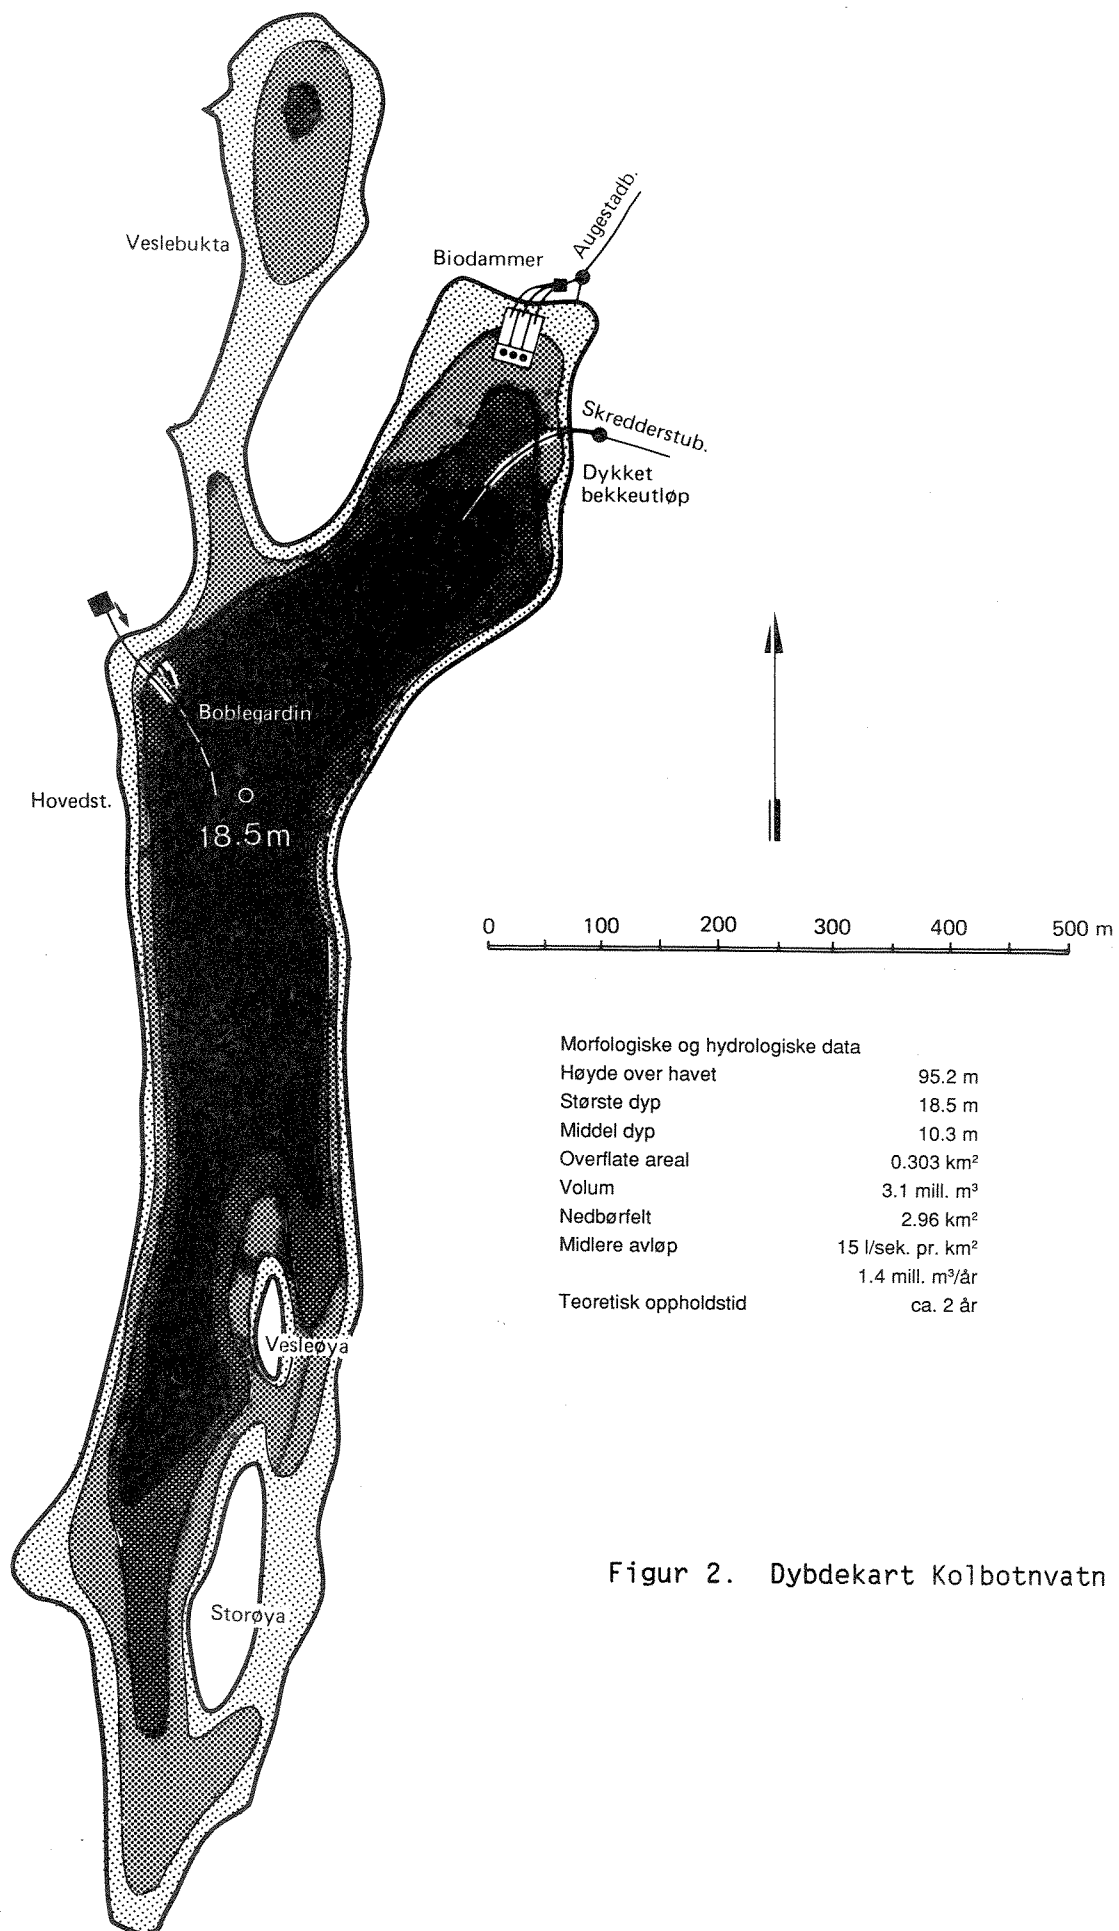 Veslebukta
Biodammer
Augestadb.
Skredderstub.
Dykket
bekkeutløp
Boblegardin
Hovedst.
18.5m
0 100 200 300 400 500 m
Morfologiske og hydrologiske data
Høyde over havet 95.2 m
Største dyp 18.5 m
Middel dyp 10.3 m
Overflate areal 0.303 km²
Volum 3.1 mill. m³
Nedbørfelt 2.96 km²
Midlere avløp 15 l/sek. pr. km²
1.4 mill. m³/år
Teoretisk oppholdstid ca. 2 år
Vesleøya
Storøya
Figur 2. Dybdekart Kolbotnvatn